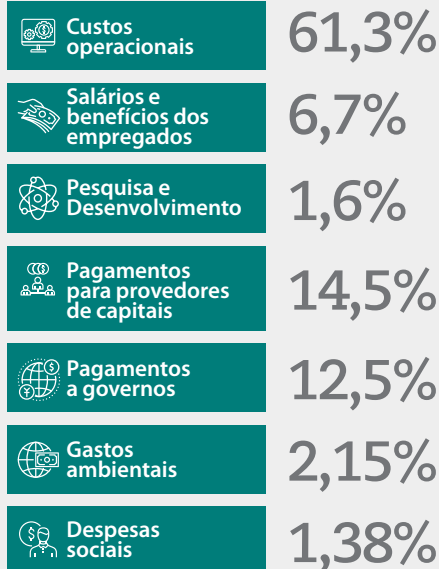 Custos
operacionais
61,3%
Salários e
benefícios dos
empregados
6,7%
Pesquisa e
Desenvolvimento
1,6%
Pagamentos
para provedores
de capitais
14,5%
Pagamentos
a governos
12,5%
Gastos
ambientais
2,15%
Despesas
sociais
1,38%